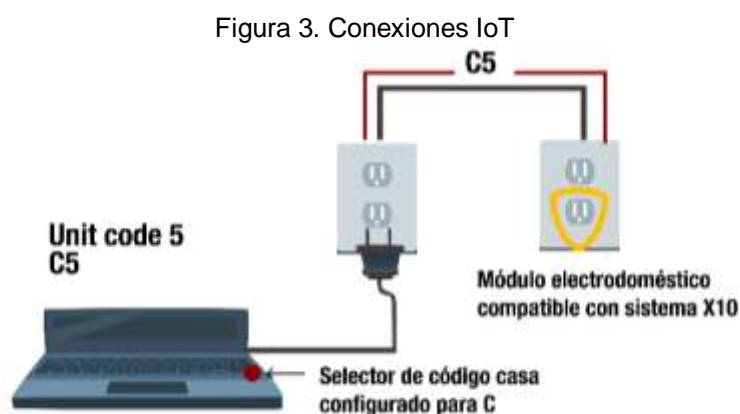 Figura 3. Conexiones IoT
C5
Unit code 5
C5
Módulo electrodoméstico
compatible con sistema X10
Selector de código casa
configurado para C